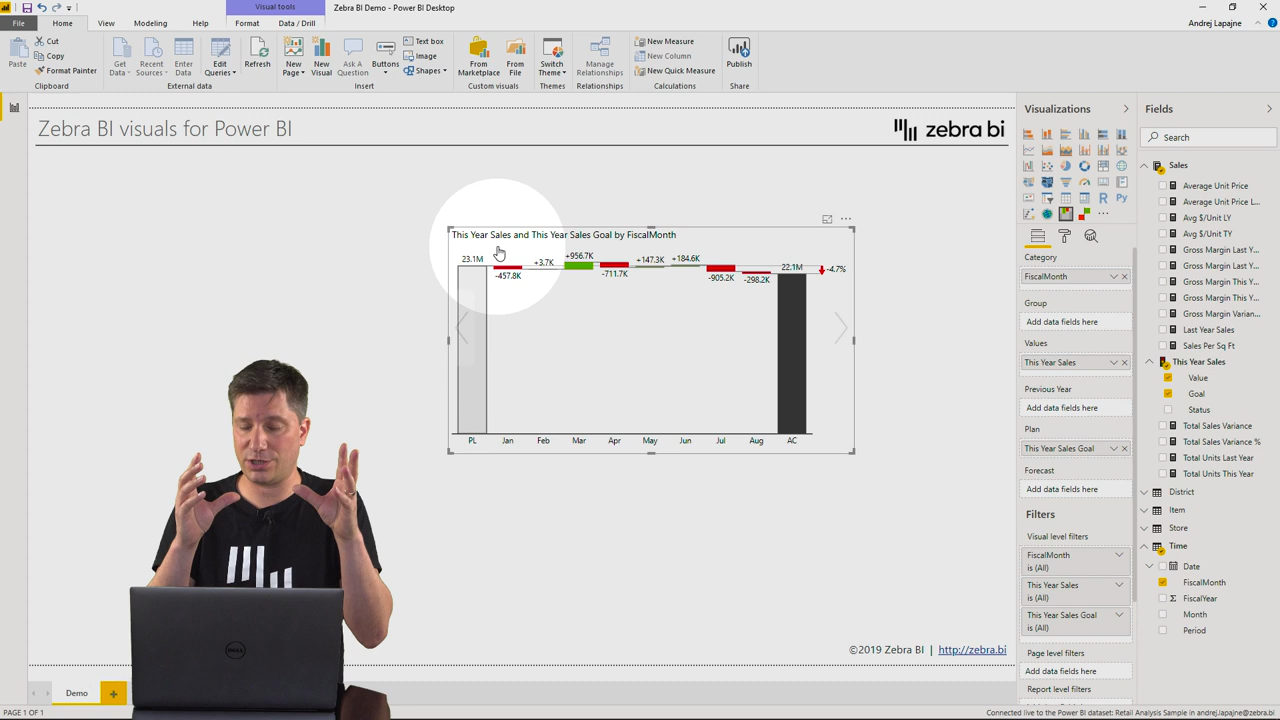 Visual tools
Zebra BI Demo - Power BI Desktop
File
Home
View
Modeling
Help
Format
Data / Drill
Andrej Lapajne
Paste
Cut
Copy
Format Painter
Clipboard
Get Data
Recent Sources
Enter Data
Edit Queries
Refresh
External data
New Page
New Visual
Ask A Question
Buttons
Text box
Image
Shapes
Insert
From Marketplace
From File
Custom visuals
Switch Theme
Themes
Manage Relationships
Relationships
New Measure
New Column
New Quick Measure
Calculations
Publish
Share
Zebra BI visuals for Power BI
zebra bi
This Year Sales and This Year Sales Goal by FiscalMonth
23.1M
-457.8K
+3.7K
+956.7K
-711.7K
+147.3K
+184.6K
-905.2K
-298.2K
22.1M
-4.7%
PL
Jan
Feb
Mar
Apr
May
Jun
Jul
Aug
AC
DELL
©2019 Zebra BI | http://zebra.bi
Visualizations
R
Py
Category
FiscalMonth
Group
Add data fields here
Values
This Year Sales
Previous Year
Add data fields here
Plan
This Year Sales Goal
Forecast
Add data fields here
Filters
Visual level filters
FiscalMonth
is (All)
This Year Sales
is (All)
This Year Sales Goal
is (All)
Page level filters
Add data fields here
Report level filters
Fields
Search
Sales
Average Unit Price
Average Unit Price L...
Avg $/Unit LY
Avg $/Unit TY
Gross Margin Last Y...
Gross Margin Last Y...
Gross Margin This Y...
Gross Margin This Y...
Gross Margin Varian...
Last Year Sales
Sales Per Sq Ft
This Year Sales
Value
Goal
Status
Total Sales Variance
Total Sales Variance %
Total Units Last Year
Total Units This Year
District
Item
Store
Time
Date
FiscalMonth
FiscalYear
Month
Period
Demo
PAGE 1 OF 1
Connected live to the Power BI dataset: Retail Analysis Sample in andrej.lapajne@zebra.bi